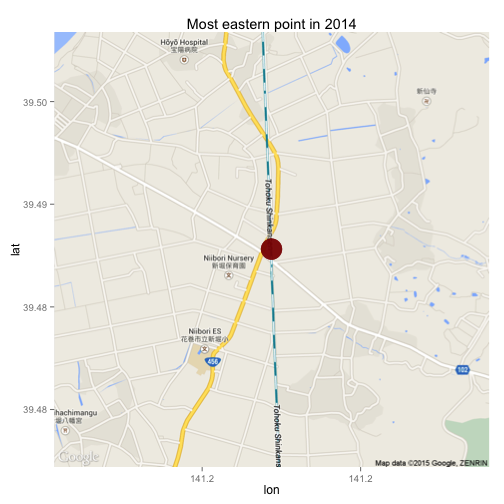 Most eastern point in 2014
Hōyō Hospital
宝陽病院
新仙寺
39.50
Tohoku Shinkans
39.49
lat
Niibori Nursery
新堀保育園
39.48
Niibori ES
花巻市立新堀小
456
102
39.48
hachimangu
堀八幡宮
Tohoku Shinkans
Google
Map data ©2015 Google, ZENRIN
141.2
141.2
lon